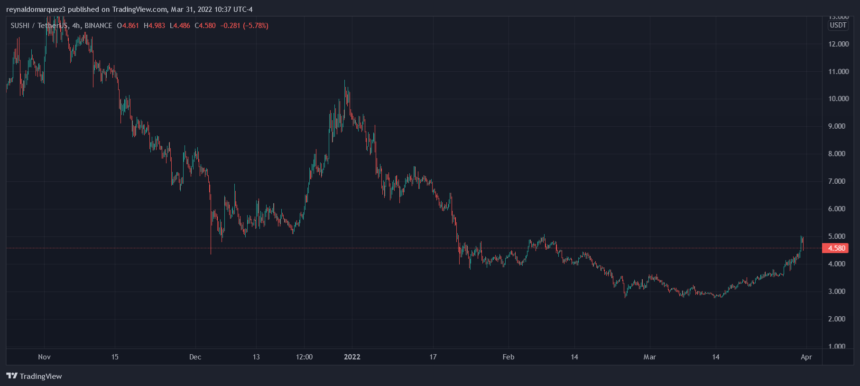 reynaldomarquez3 published on TradingView.com, Mar 31, 2022 10:37 UTC-4
SUSHI / TetherUS, 4h, BINANCE O4.861 H4.983 L4.486 C4.580 -0.281 (-5.78%)
13.000
USDT
12.000
11.000
10.000
9.000
8.000
7.000
6.000
5.000
4.580
4.000
3.000
2.000
1.000
Nov 15 Dec 13 12:00 2022 17 Feb 14 Mar 14 Apr
TradingView